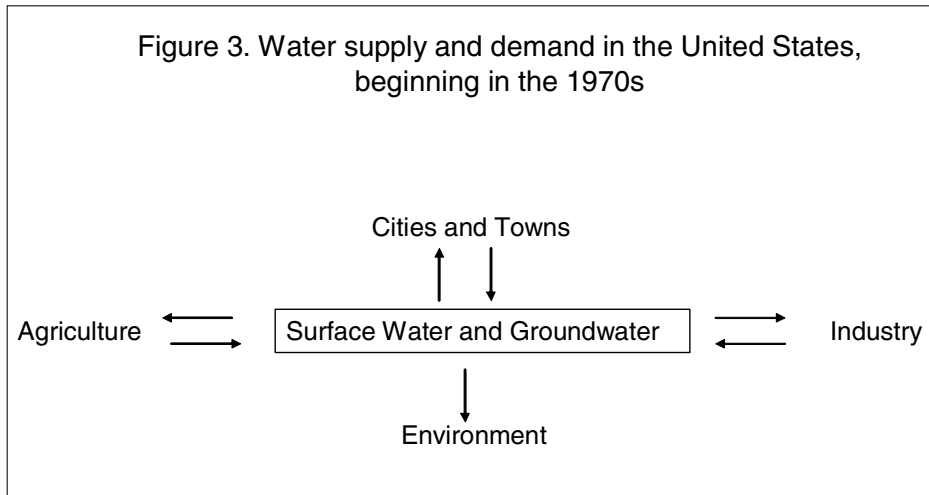 Figure 3. Water supply and demand in the United States,
beginning in the 1970s
Cities and Towns
Agriculture
Surface Water and Groundwater
Industry
Environment